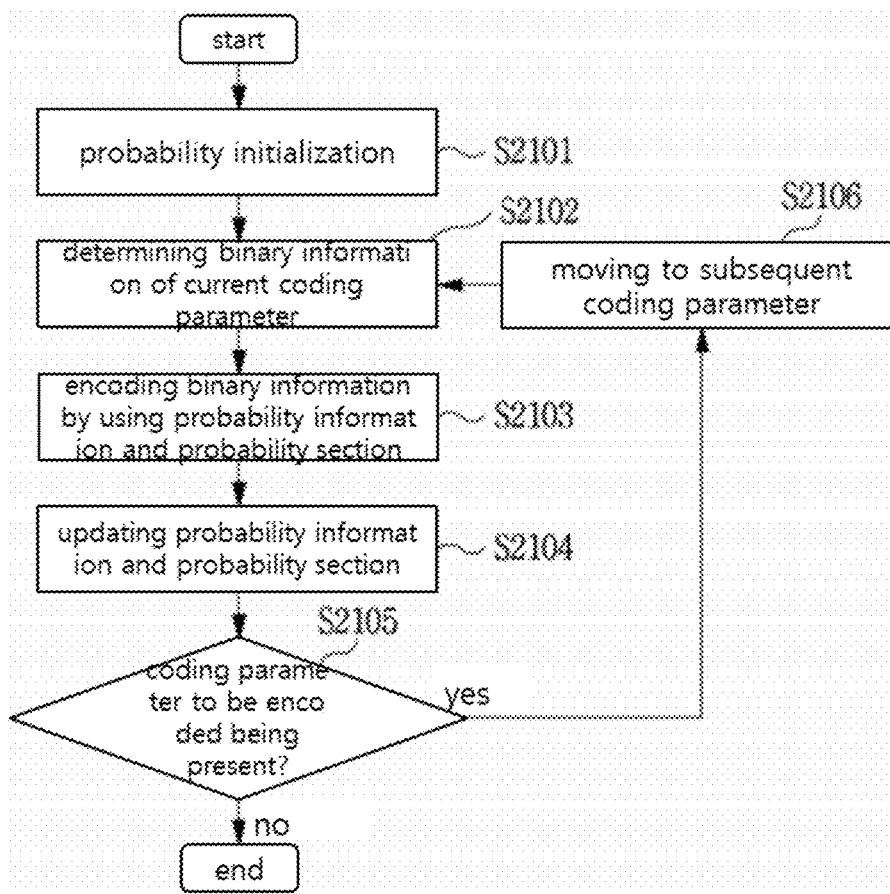 start
probability initialization
S2101
S2102
S2106
determining binary informati
on of current coding
parameter
moving to subsequent
coding parameter
encoding binary information
by using probability informat
ion and probability section
S2103
updating probability informat
ion and probability section
S2104
S2105
coding parame
ter to be enco
ded being
present?
yes
no
end